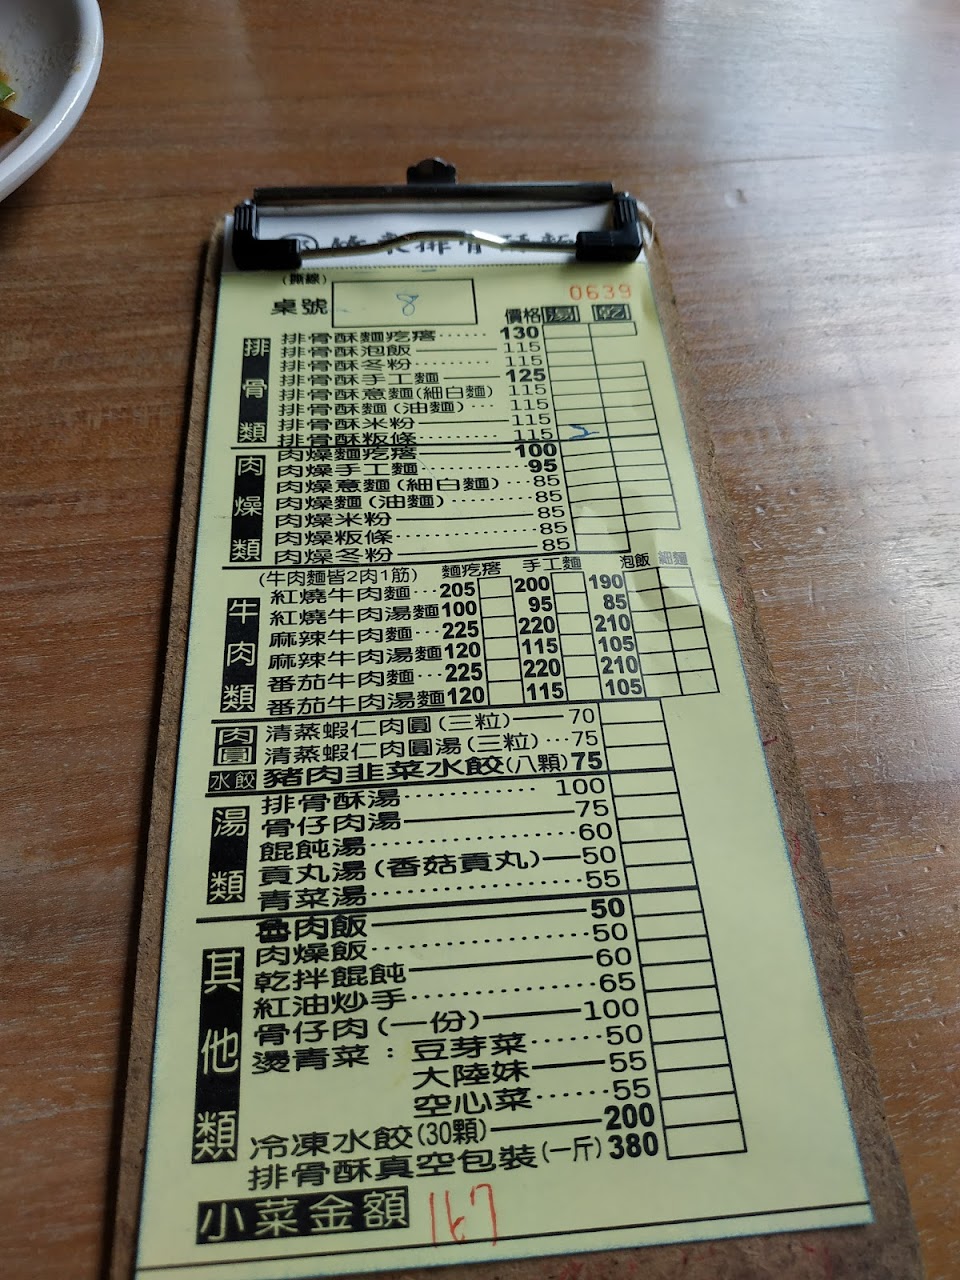 排骨酥麵
(撕線)
桌號 8 0639
價格 湯 乾
排骨類
排骨酥麵疙瘩······ 130
排骨酥泡飯 115
排骨酥冬粉········· 115
排骨酥手工麵 125
排骨酥意麵(細白麵) 115
排骨酥麵(油麵)··· 115
排骨酥米粉 115
排骨酥粄條········· 115 2
肉燥類
肉燥麵疙瘩 100
肉燥手工麵········· 95
肉燥意麵(細白麵)··· 85
肉燥麵(油麵)······ 85
肉燥米粉 85
肉燥粄條············ 85
肉燥冬粉 85
牛肉類
(牛肉麵皆2肉1筋) 麵疙瘩 手工麵 泡飯 細麵
紅燒牛肉麵··· 205 200 190
紅燒牛肉湯麵 100 95 85
麻辣牛肉麵··· 225 220 210
麻辣牛肉湯麵 120 115 105
番茄牛肉麵··· 225 220 210
番茄牛肉湯麵 120 115 105
肉圓
清蒸蝦仁肉圓(三粒) 70
清蒸蝦仁肉圓湯(三粒)··· 75
水餃 豬肉韭菜水餃(八顆) 75
湯類
排骨酥湯············ 100
骨仔肉湯 75
餛飩湯·················· 60
貢丸湯(香菇貢丸) 50
青菜湯·················· 55
其他類
魯肉飯 50
肉燥飯·················· 50
乾拌餛飩 60
紅油炒手··············· 65
骨仔肉(一份) 100
燙青菜：豆芽菜······ 50
大陸妹 55
空心菜······ 55
冷凍水餃(30顆) 200
排骨酥真空包裝(一斤) 380
小菜金額 167